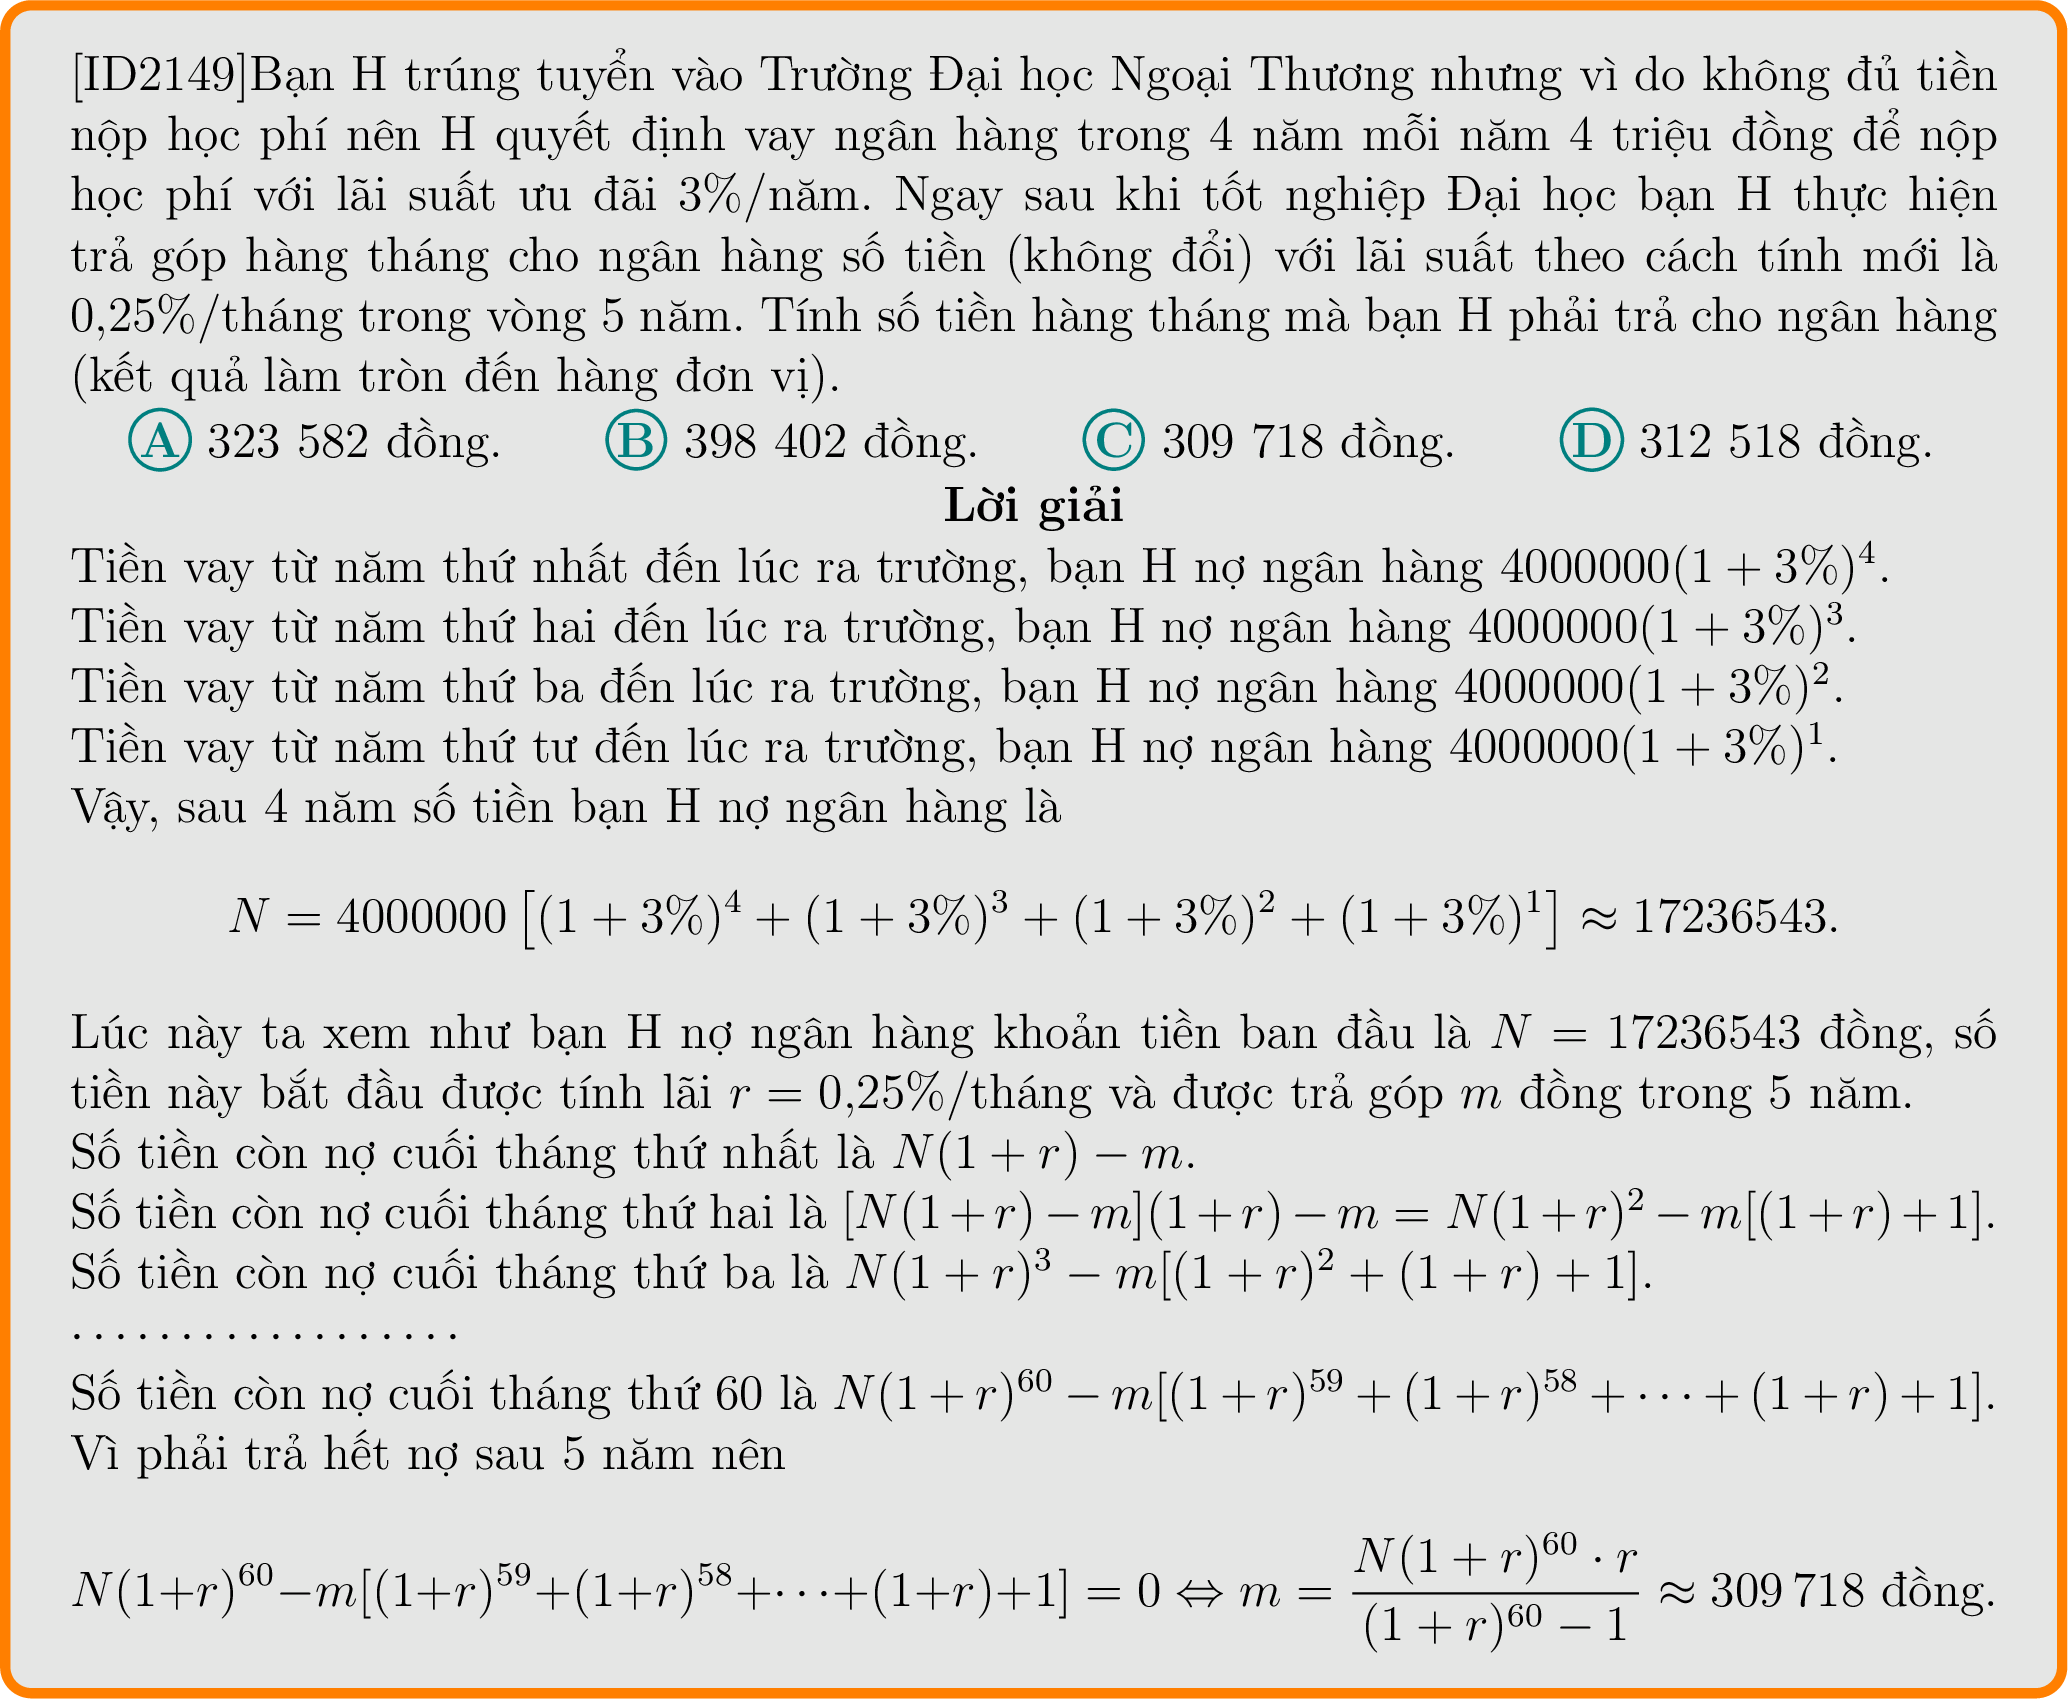 [ID2149]Bạn H trúng tuyển vào Trường Đại học Ngoại Thương nhưng vì do không đủ tiền
nộp học phí nên H quyết định vay ngân hàng trong 4 năm mỗi năm 4 triệu đồng để nộp
học phí với lãi suất ưu đãi 3%/năm. Ngay sau khi tốt nghiệp Đại học bạn H thực hiện
trả góp hàng tháng cho ngân hàng số tiền (không đổi) với lãi suất theo cách tính mới là
0,25%/tháng trong vòng 5 năm. Tính số tiền hàng tháng mà bạn H phải trả cho ngân hàng
(kết quả làm tròn đến hàng đơn vị).
A 323 582 đồng. B 398 402 đồng. C 309 718 đồng. D 312 518 đồng.
Lời giải
Tiền vay từ năm thứ nhất đến lúc ra trường, bạn H nợ ngân hàng 4000000(1 + 3%)⁴.
Tiền vay từ năm thứ hai đến lúc ra trường, bạn H nợ ngân hàng 4000000(1 + 3%)³.
Tiền vay từ năm thứ ba đến lúc ra trường, bạn H nợ ngân hàng 4000000(1 + 3%)².
Tiền vay từ năm thứ tư đến lúc ra trường, bạn H nợ ngân hàng 4000000(1 + 3%)¹.
Vậy, sau 4 năm số tiền bạn H nợ ngân hàng là
N = 4000000 [(1 + 3%)⁴ + (1 + 3%)³ + (1 + 3%)² + (1 + 3%)¹] ≈ 17236543.
Lúc này ta xem như bạn H nợ ngân hàng khoản tiền ban đầu là N = 17236543 đồng, số
tiền này bắt đầu được tính lãi r = 0,25%/tháng và được trả góp m đồng trong 5 năm.
Số tiền còn nợ cuối tháng thứ nhất là N(1 + r) − m.
Số tiền còn nợ cuối tháng thứ hai là [N(1 + r) − m](1 + r) − m = N(1 + r)² − m[(1 + r) + 1].
Số tiền còn nợ cuối tháng thứ ba là N(1 + r)³ − m[(1 + r)² + (1 + r) + 1].
. . . . . . . . . . . . . . . . . .
Số tiền còn nợ cuối tháng thứ 60 là N(1 + r)⁶⁰ − m[(1 + r)⁵⁹ + (1 + r)⁵⁸ + · · · + (1 + r) + 1].
Vì phải trả hết nợ sau 5 năm nên
N(1+r)⁶⁰−m[(1+r)⁵⁹+(1+r)⁵⁸+· · ·+(1+r)+1] = 0 ⇔ m = N(1 + r)⁶⁰ · r / (1 + r)⁶⁰ − 1 ≈ 309 718 đồng.